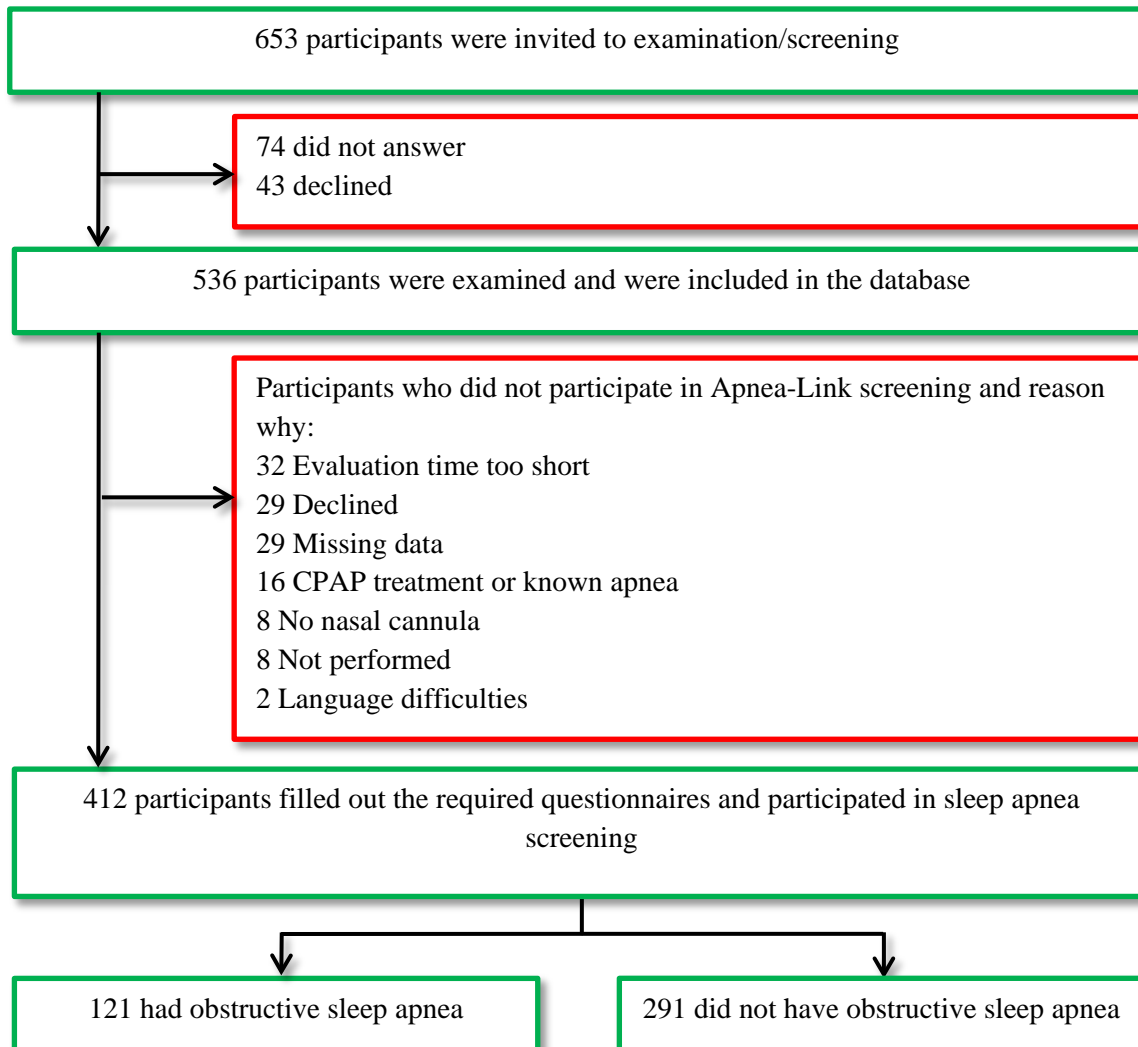 653 participants were invited to examination/screening
74 did not answer
43 declined
536 participants were examined and were included in the database
Participants who did not participate in Apnea-Link screening and reason
why:
32 Evaluation time too short
29 Declined
29 Missing data
16 CPAP treatment or known apnea
8 No nasal cannula
8 Not performed
2 Language difficulties
412 participants filled out the required questionnaires and participated in sleep apnea
screening
121 had obstructive sleep apnea
291 did not have obstructive sleep apnea